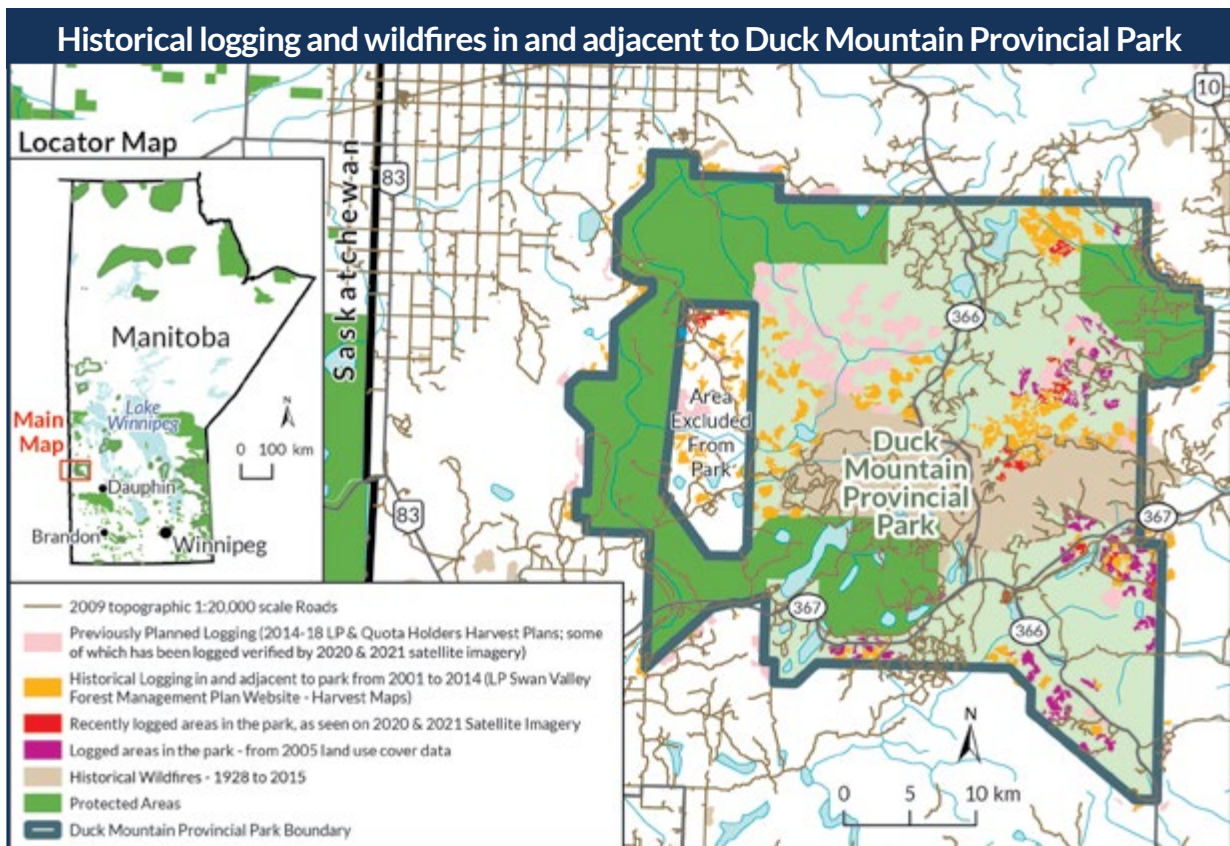 Historical logging and wildfires in and adjacent to Duck Mountain Provincial Park
Locator Map
Manitoba
Lake
Winnipeg
Main
Map
N
0 100 km
Dauphin
Brandon
Winnipeg
Saskatchewan
83
83
10
366
Area
Excluded
From
Park
Duck
Mountain
Provincial
Park
367
367
366
N
0 5 10 km
2009 topographic 1:20,000 scale Roads
Previously Planned Logging (2014-18 LP & Quota Holders Harvest Plans; some
of which has been logged verified by 2020 & 2021 satellite imagery)
Historical Logging in and adjacent to park from 2001 to 2014 (LP Swan Valley
Forest Management Plan Website - Harvest Maps)
Recently logged areas in the park, as seen on 2020 & 2021 Satellite Imagery
Logged areas in the park - from 2005 land use cover data
Historical Wildfires - 1928 to 2015
Protected Areas
Duck Mountain Provincial Park Boundary